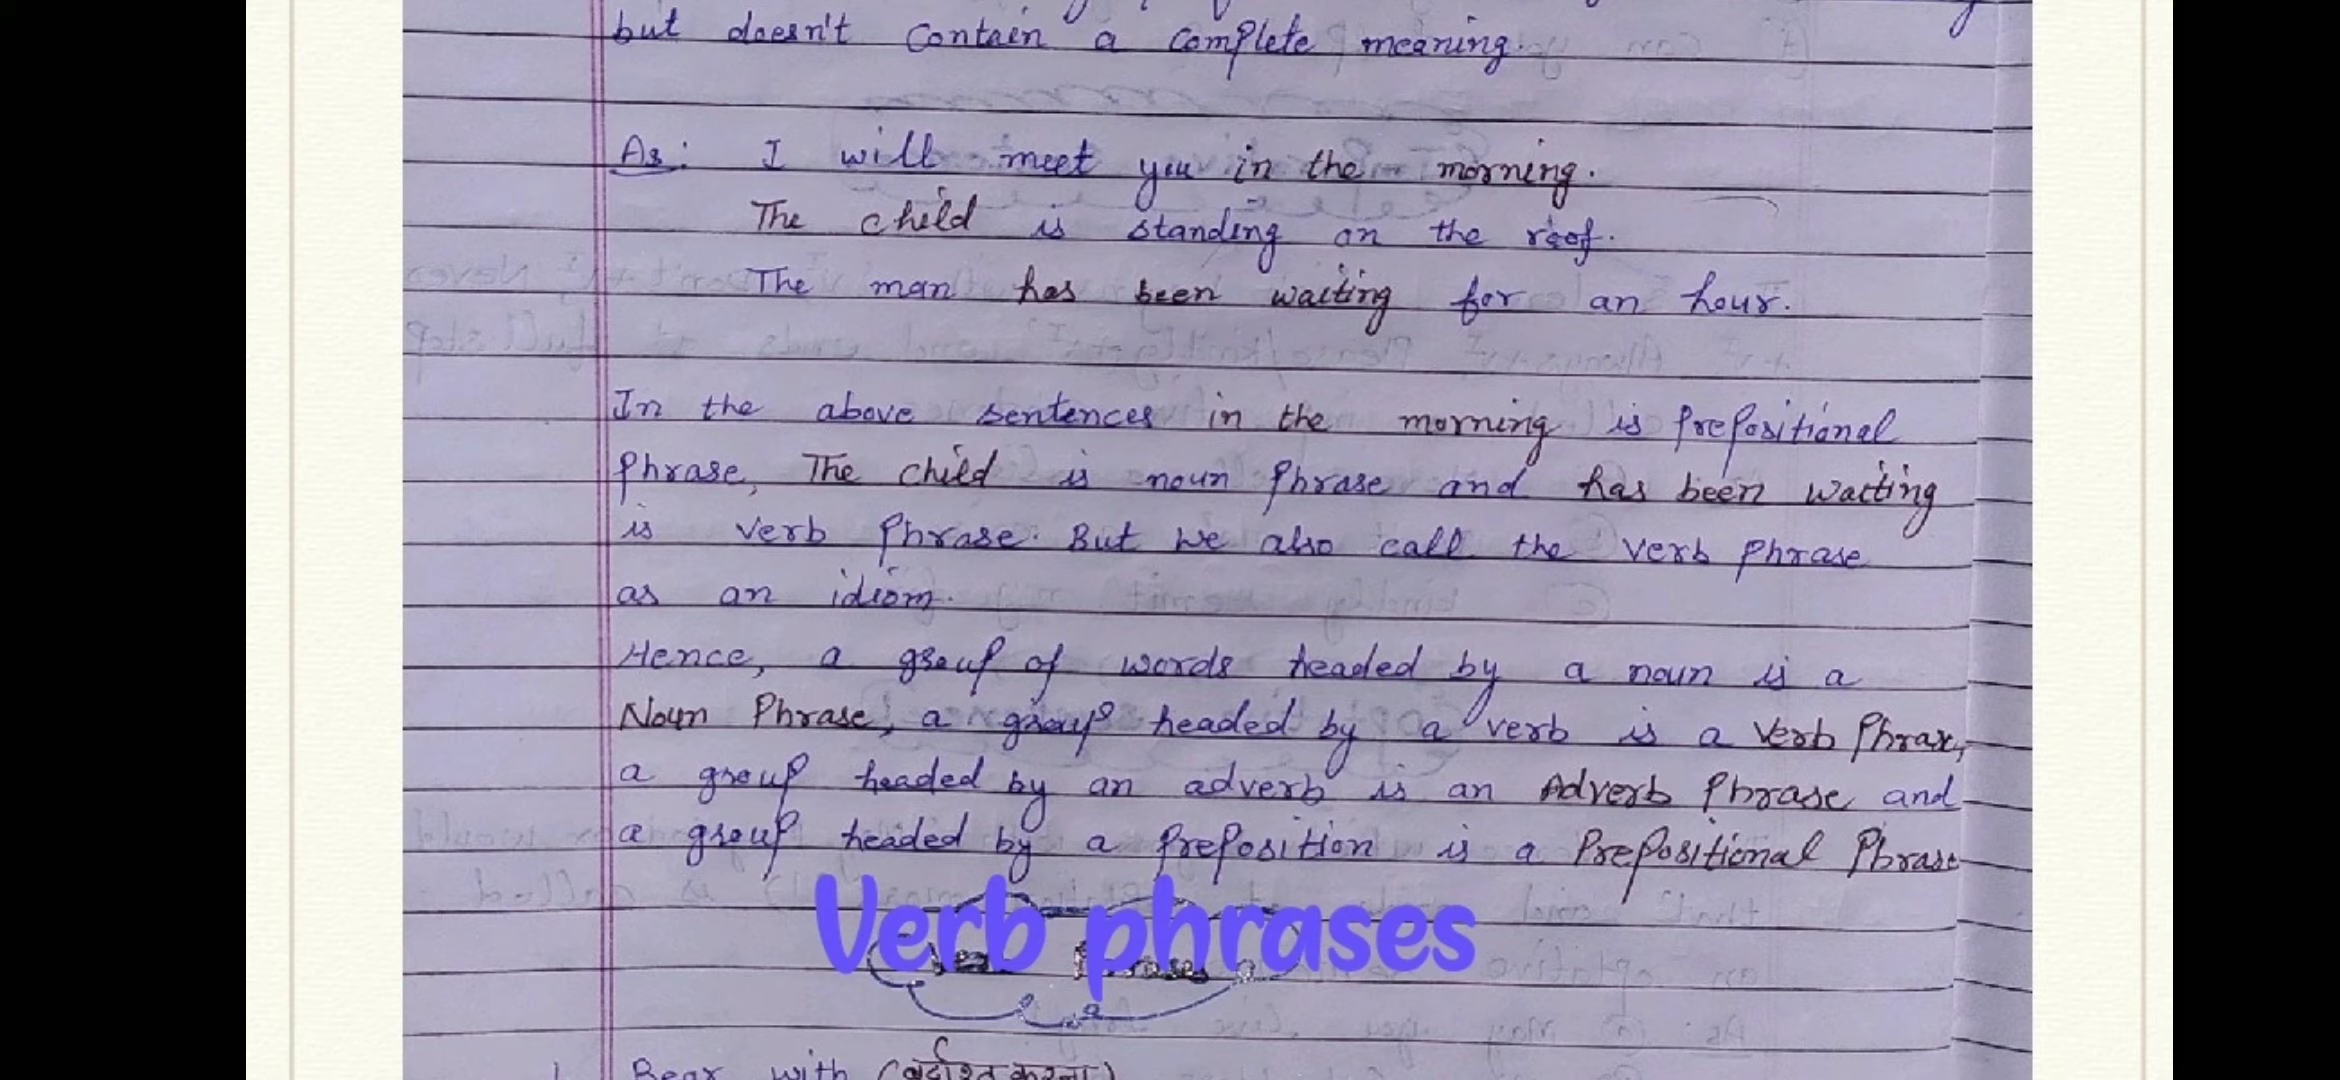 but doesn't contain a complete meaning.
As: I will meet you in the morning.
The child is standing on the roof.
The man has been waiting for an hour.
In the above sentences in the morning is prepositional
phrase, The child is noun phrase and has been waiting
is verb phrase. But we also call the verb phrase
as an idiom.
Hence, a group of words headed by a noun is a
Noun Phrase, a group headed by a verb is a Verb Phrase,
a group headed by an adverb is an Adverb Phrase and
a group headed by a preposition is a Prepositional Phrase
Verb phrases
1. Bear with (बर्दाश्त करना)